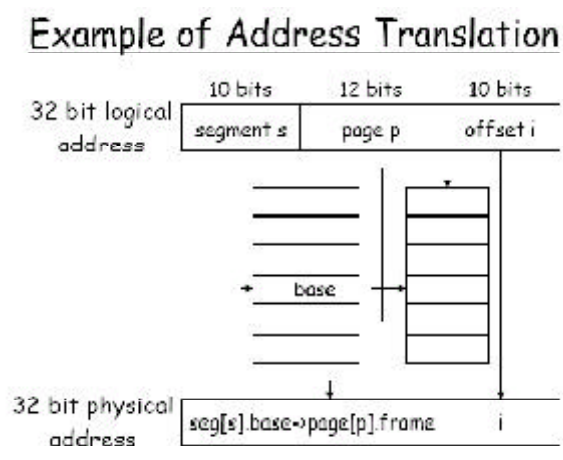 Example of Address Translation
10 bits 12 bits 10 bits
32 bit logical address
segment s page p offset i
base
32 bit physical address
seg[s].base->page[p].frame i